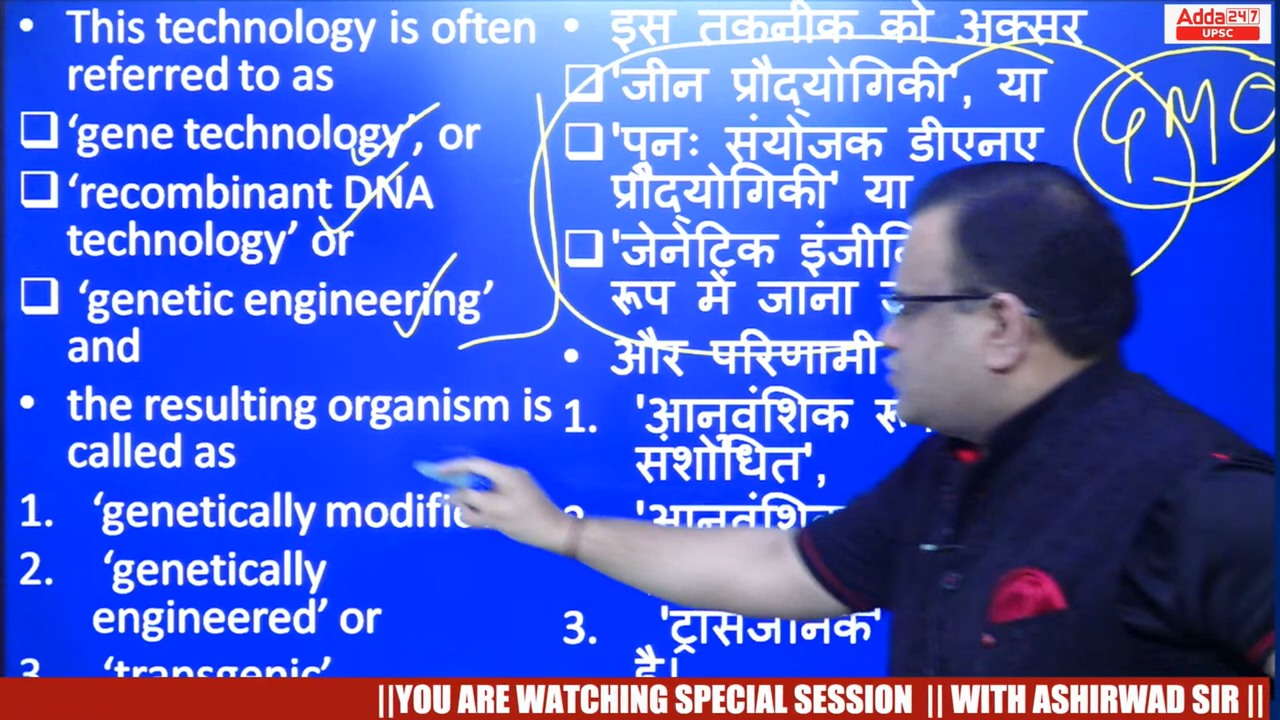 • This technology is often
referred to as
❑ ‘gene technology’, or
❑ ‘recombinant DNA
technology’ or
❑ ‘genetic engineering’
and
• the resulting organism is
called as
1. ‘genetically
2. ‘genetically
engineered’ or
3. ‘transgenic’
• इस तकनीक को अक्सर
❑ 'जीन प्रौद्योगिकी', या
❑ 'पुनः संयोजक डीएनए
प्रौद्योगिकी' या
❑ 'जेनेटिक
रूप में जाना
• और परिणामी
1. 'आनुवंशिक
संशोधित',
3. 'ट्रांसजेनिक'
है।
GMO
Adda247
UPSC
||YOU ARE WATCHING SPECIAL SESSION || WITH ASHIRWAD SIR ||